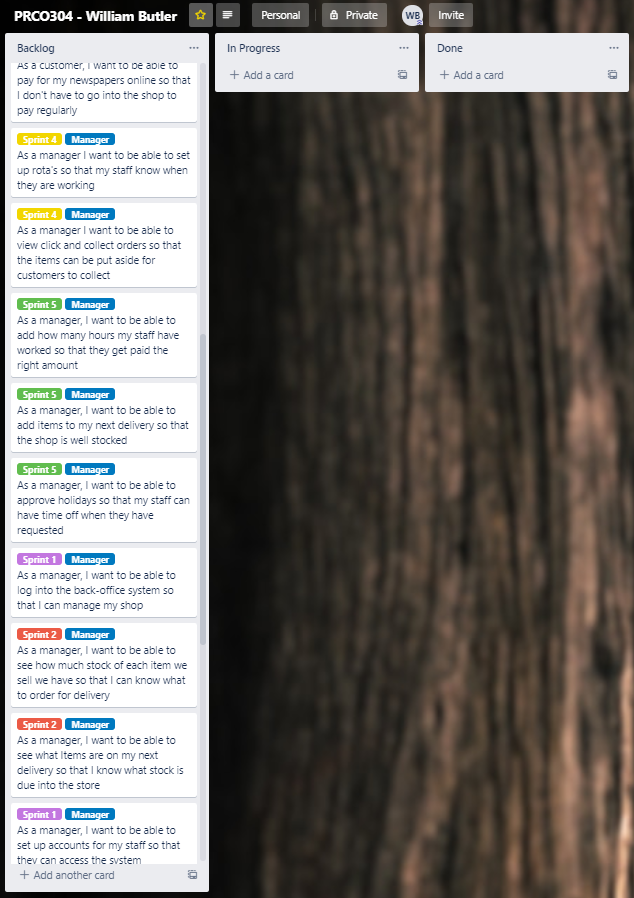 PRCO304 - William Butler
Personal
Private
WB
Invite
Backlog
As a customer, I want to be able to
pay for my newspapers online so that
I don't have to go into the shop to
pay regularly
Sprint 4 Manager
As a manager I want to be able to set
up rota's so that my staff know when
they are working
Sprint 4 Manager
As a manager I want to be able to
view click and collect orders so that
the items can be put aside for
customers to collect
Sprint 5 Manager
As a manager, I want to be able to
add how many hours my staff have
worked so that they get paid the
right amount
Sprint 5 Manager
As a manager, I want to be able to
add items to my next delivery so that
the shop is well stocked
Sprint 5 Manager
As a manager, I want to be able to
approve holidays so that my staff can
have time off when they have
requested
Sprint 1 Manager
As a manager, I want to be able to
log into the back-office system so
that I can manage my shop
Sprint 2 Manager
As a manager, I want to be able to
see how much stock of each item we
sell we have so that I can know what
to order for delivery
Sprint 2 Manager
As a manager, I want to be able to
see what Items are on my next
delivery so that I know what stock is
due into the store
Sprint 1 Manager
As a manager, I want to be able to
set up accounts for my staff so that
they can access the system
+ Add another card
In Progress
+ Add a card
Done
+ Add a card